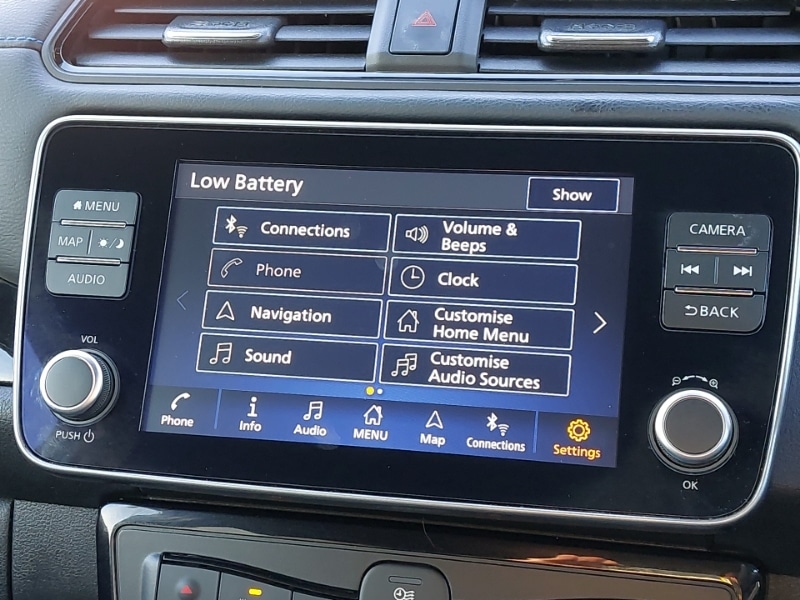 Low Battery
Show
Connections
Volume &
Beeps
Phone
Clock
Navigation
Customise
Home Menu
Sound
Customise
Audio Sources
Phone
Info
Audio
MENU
Map
Connections
Settings
MENU
MAP
AUDIO
VOL
PUSH
CAMERA
BACK
OK